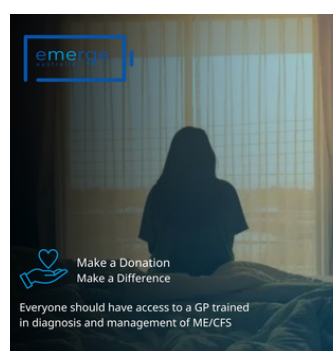 emerge
australia
Make a Donation
Make a Difference
Everyone should have access to a GP trained
in diagnosis and management of ME/CFS